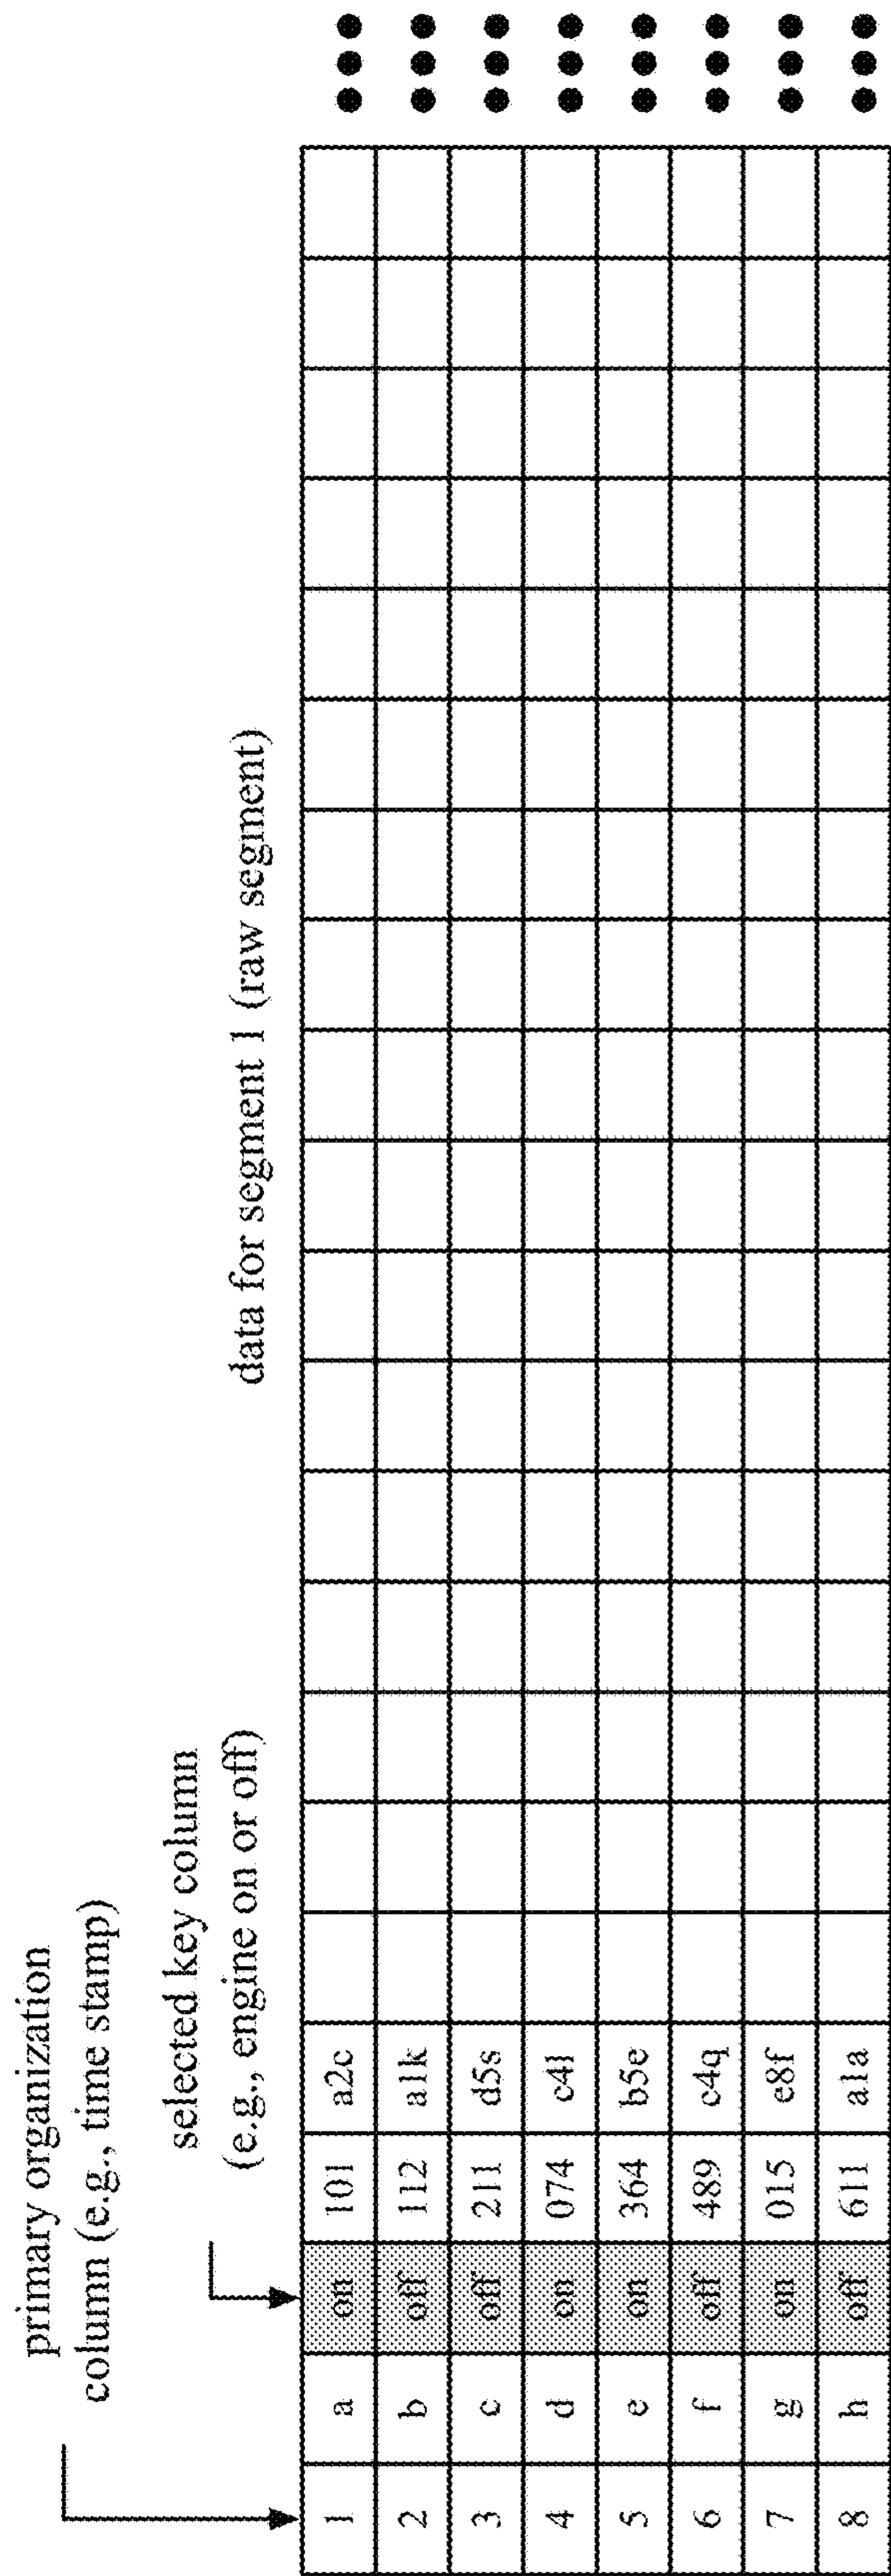 primary organization
column (e.g., time stamp)
selected key column
(e.g., engine on or off)
data for segment 1 (raw segment)
1 a on 101 a2c
2 b off 112 a1k
3 c off 211 d5s
4 d on 074 c4l
5 e on 364 b5e
6 f off 489 c4q
7 g on 015 e8f
8 h off 611 a1a